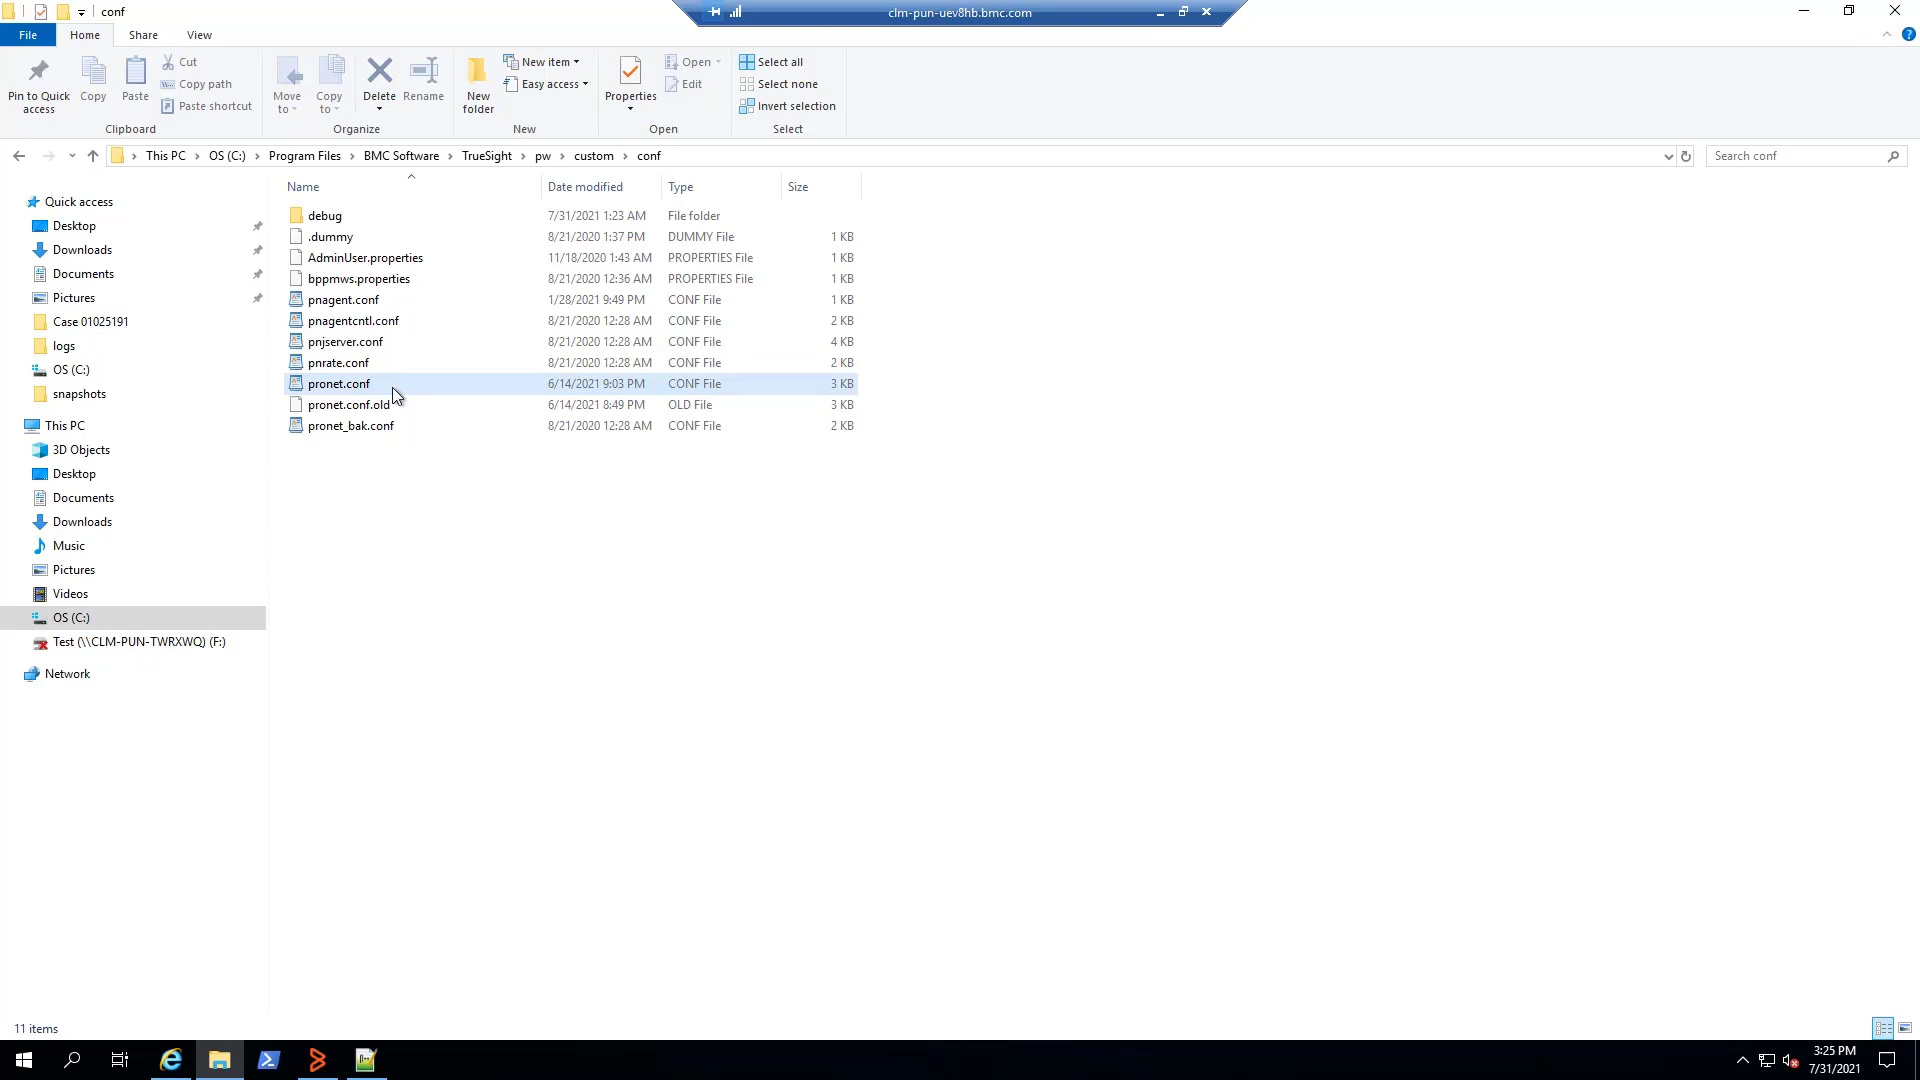 conf
clm-pun-uev8hb.bmc.com
File Home Share View
Pin to Quick access
Copy
Paste
Cut
Copy path
Paste shortcut
Clipboard
Move to
Copy to
Delete
Rename
Organize
New folder
New item
Easy access
New
Properties
Open
Edit
Open
Select all
Select none
Invert selection
Select
This PC OS (C:) Program Files BMC Software TrueSight pw custom conf
Search conf
Name Date modified Type Size
debug 7/31/2021 1:23 AM File folder
.dummy 8/21/2020 1:37 PM DUMMY File 1 KB
AdminUser.properties 11/18/2020 1:43 AM PROPERTIES File 1 KB
bppmws.properties 8/21/2020 12:36 AM PROPERTIES File 1 KB
pnagent.conf 1/28/2021 9:49 PM CONF File 1 KB
pnagentcntl.conf 8/21/2020 12:28 AM CONF File 2 KB
pnjserver.conf 8/21/2020 12:28 AM CONF File 4 KB
pnrate.conf 8/21/2020 12:28 AM CONF File 2 KB
pronet.conf 6/14/2021 9:03 PM CONF File 3 KB
pronet.conf.old 6/14/2021 8:49 PM OLD File 3 KB
pronet_bak.conf 8/21/2020 12:28 AM CONF File 2 KB
Quick access
Desktop
Downloads
Documents
Pictures
Case 01025191
logs
OS (C:)
snapshots
This PC
3D Objects
Desktop
Documents
Downloads
Music
Pictures
Videos
OS (C:)
Test (\\CLM-PUN-TWRXWQ) (F:)
Network
11 items
3:25 PM
7/31/2021